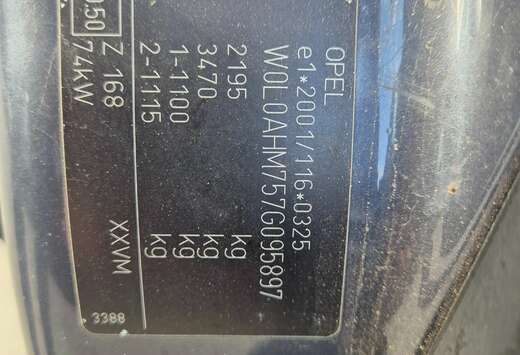 OPEL
e1*2001/116*0325
W0L0AHM757G095897
2195 kg
3470 kg
1-1100 kg
2-1115 kg
Z 168 XXVM
.50 74kW
3388